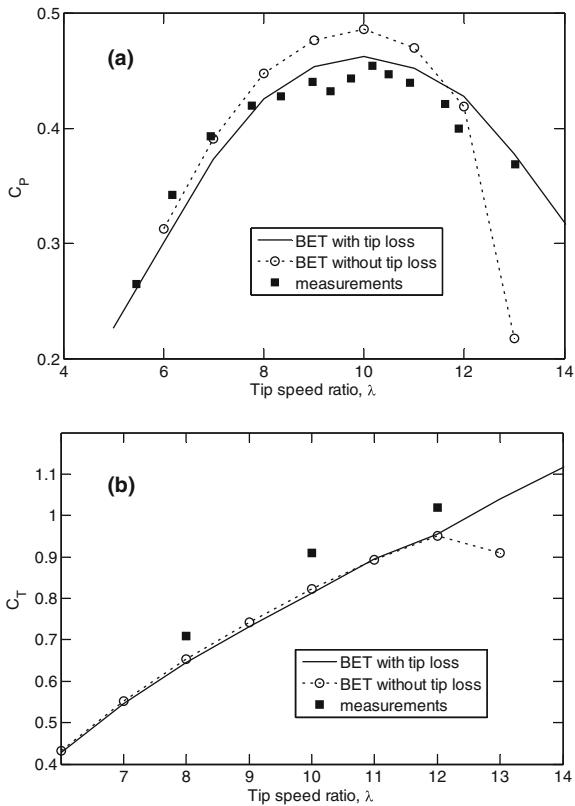 (a)
0.5
0.4
0.3
0.2
C_P
BET with tip loss
BET without tip loss
measurements
4 6 8 10 12 14
Tip speed ratio, λ
(b)
1.1
1
0.9
0.8
0.7
0.6
0.5
0.4
C_T
BET with tip loss
BET without tip loss
measurements
6 7 8 9 10 11 12 13 14
Tip speed ratio, λ